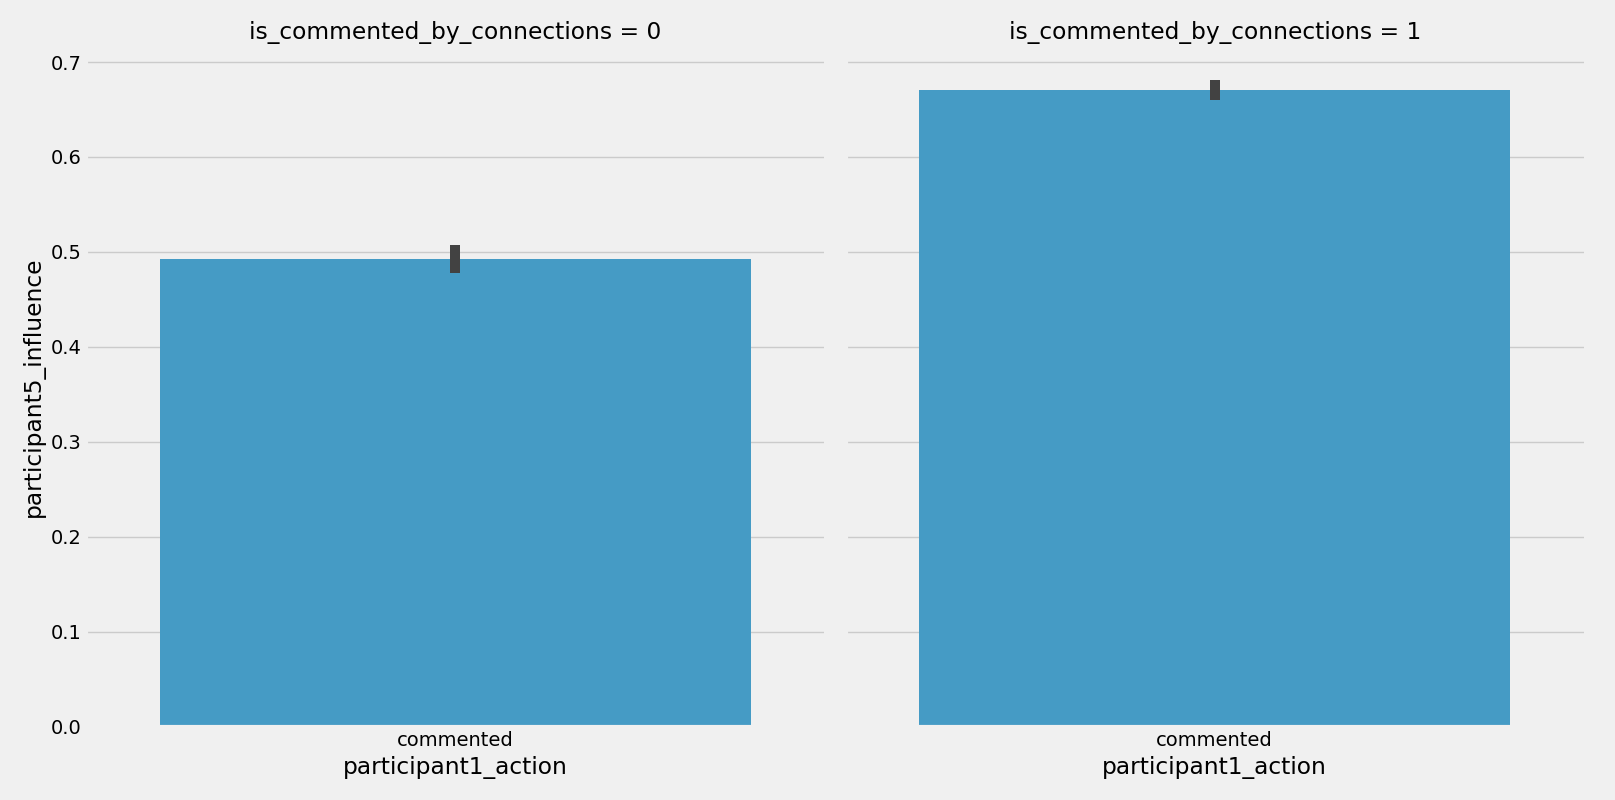 is_commented_by_connections = 0
is_commented_by_connections = 1
0.7
0.6
0.5
0.4
0.3
0.2
0.1
0.0
participant5_influence
commented
commented
participant1_action
participant1_action